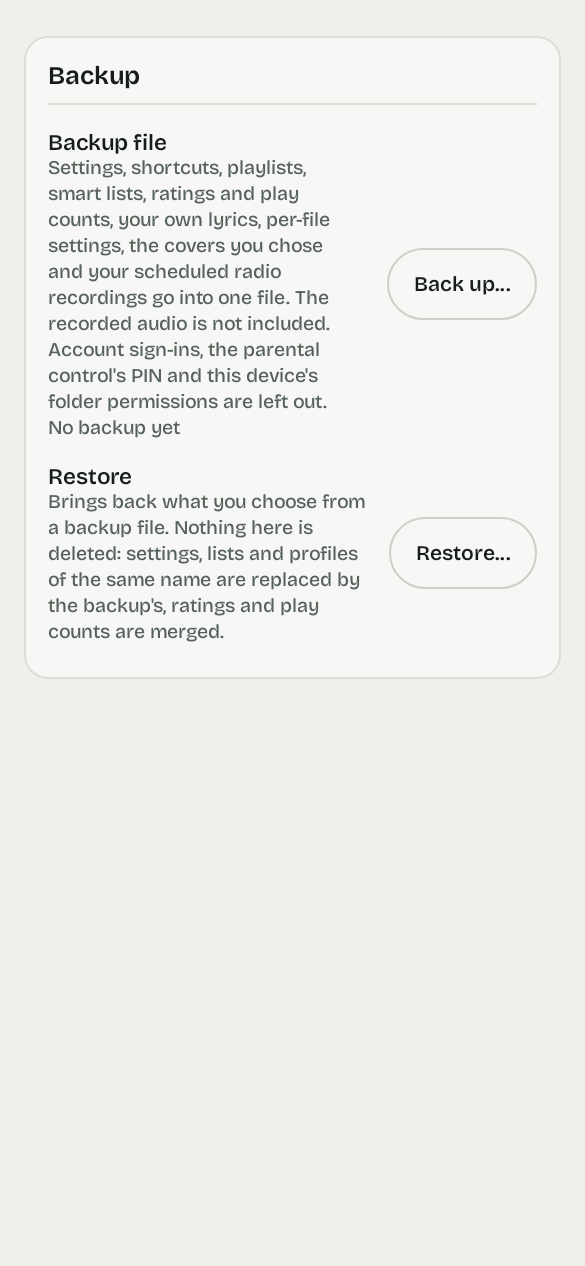 Backup
Backup file
Settings, shortcuts, playlists,
smart lists, ratings and play
counts, your own lyrics, per-file
settings, the covers you chose
and your scheduled radio
recordings go into one file. The
recorded audio is not included.
Account sign-ins, the parental
control's PIN and this device's
folder permissions are left out.
No backup yet
Back up...
Restore
Brings back what you choose from
a backup file. Nothing here is
deleted: settings, lists and profiles
of the same name are replaced by
the backup's, ratings and play
counts are merged.
Restore...